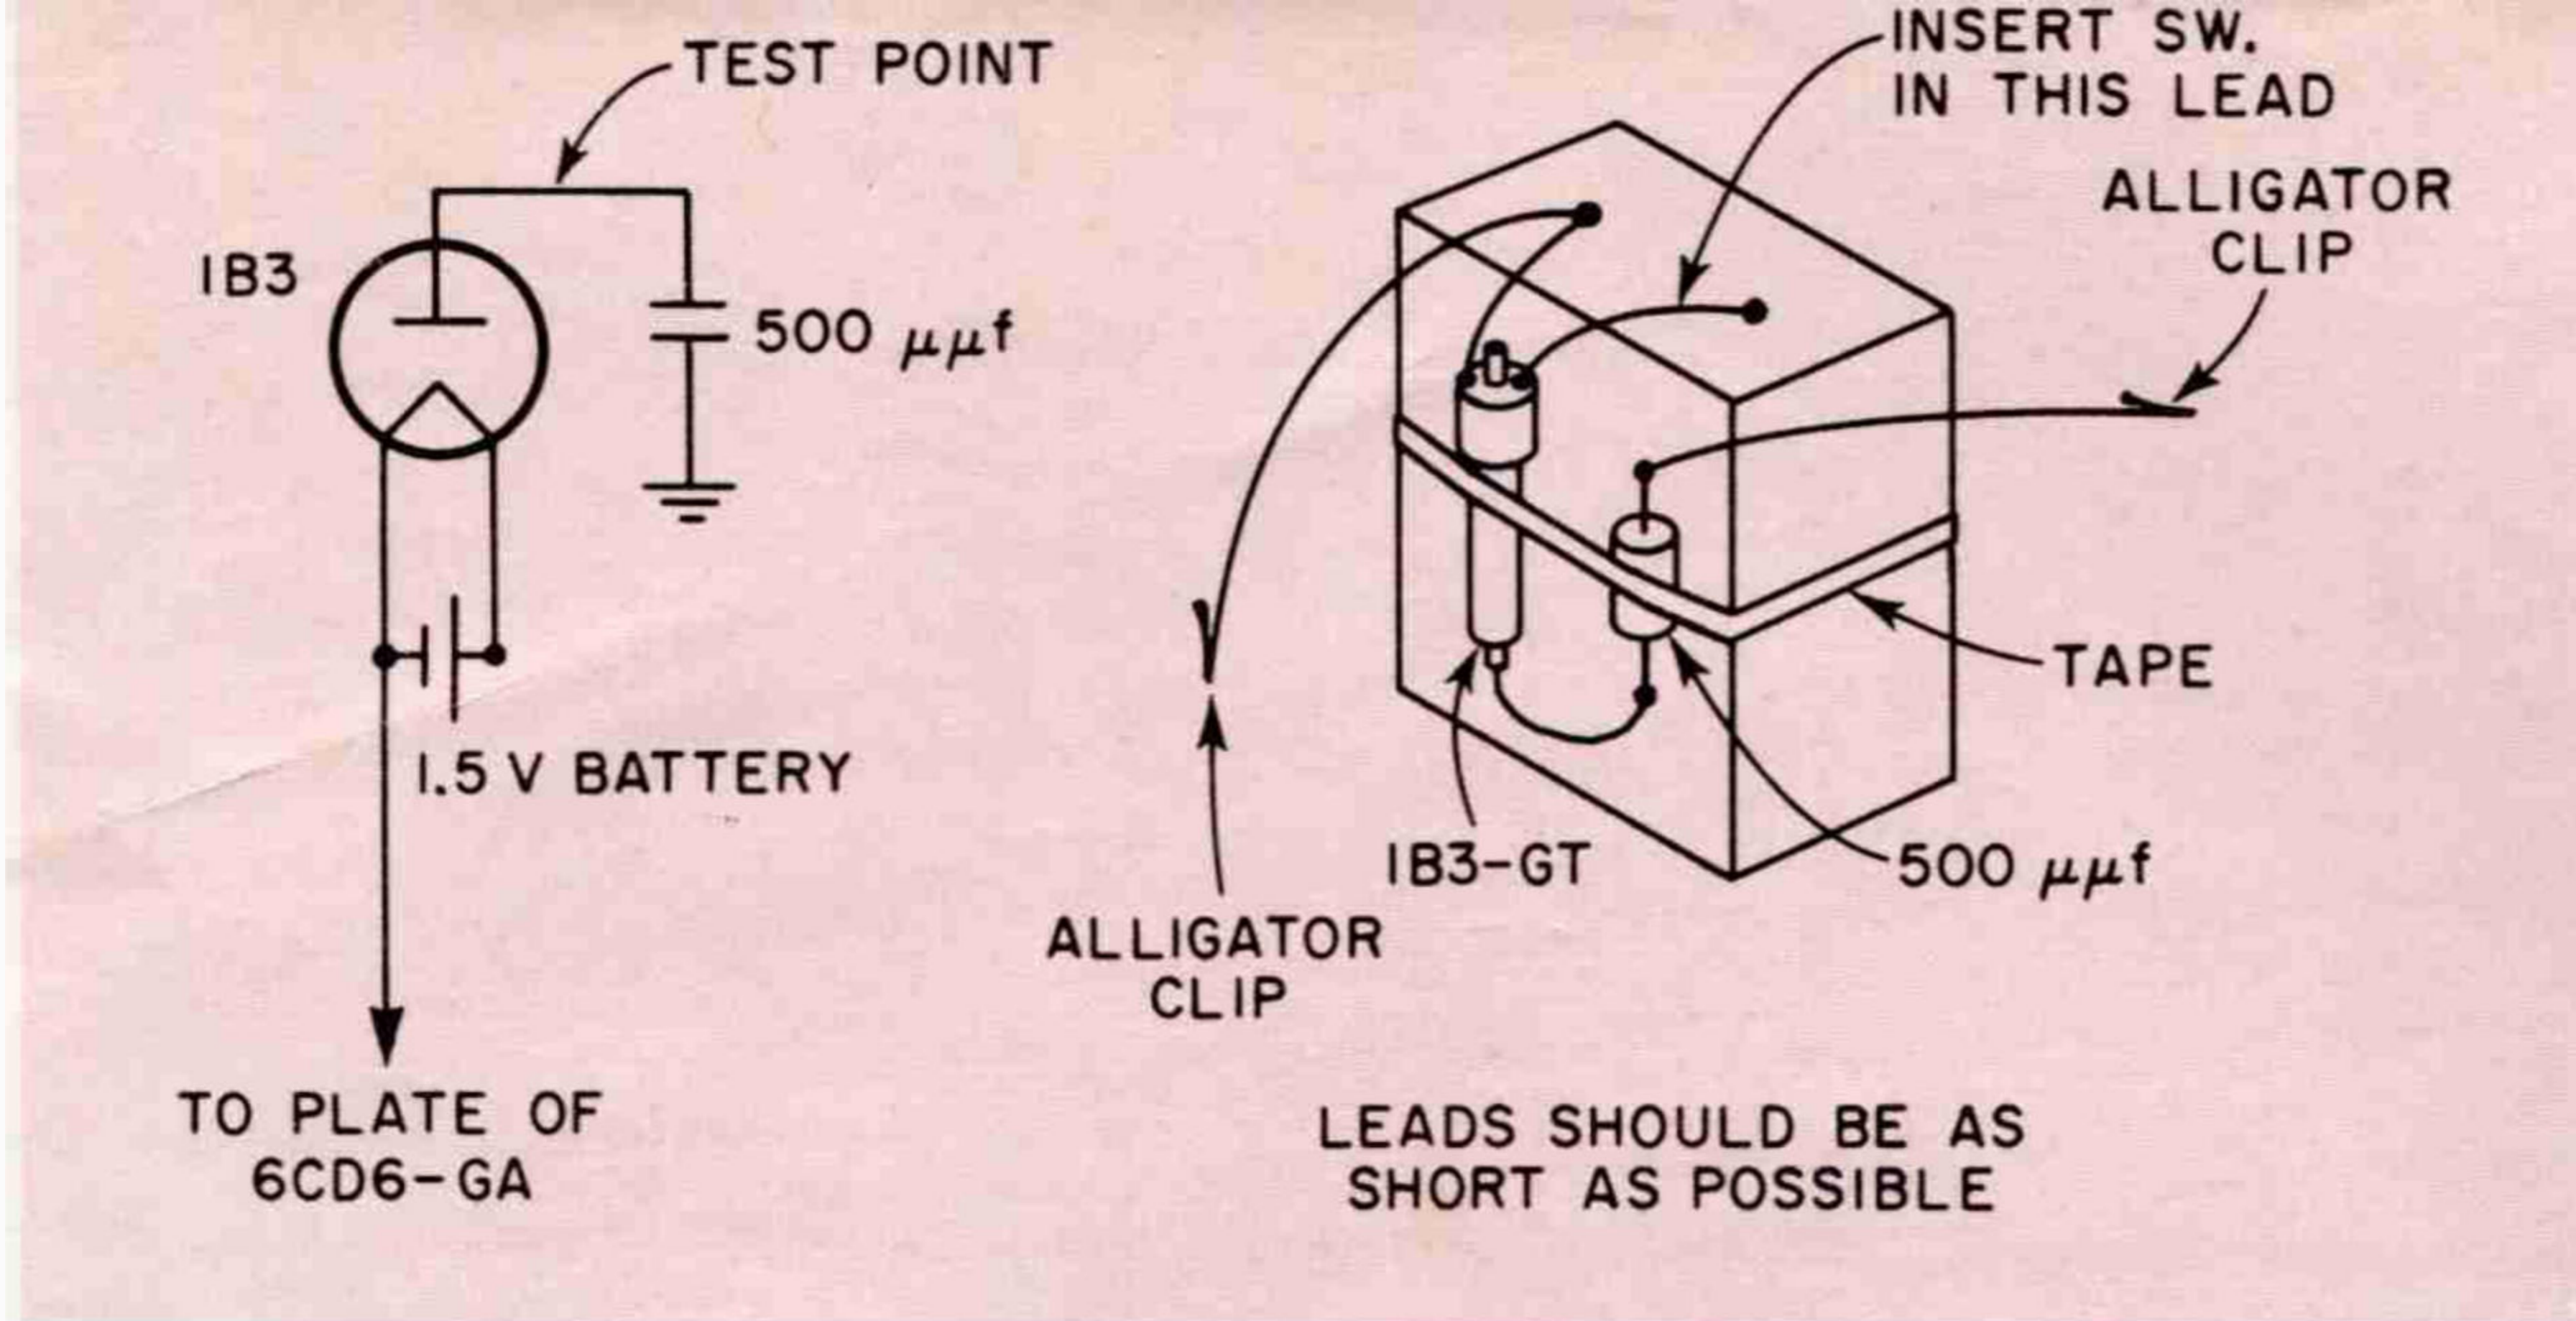 TEST POINT
1B3
500 μμf
1.5 V BATTERY
TO PLATE OF
6CD6-GA
INSERT SW.
IN THIS LEAD
ALLIGATOR
CLIP
TAPE
1B3-GT
500 μμf
ALLIGATOR
CLIP
LEADS SHOULD BE AS
SHORT AS POSSIBLE